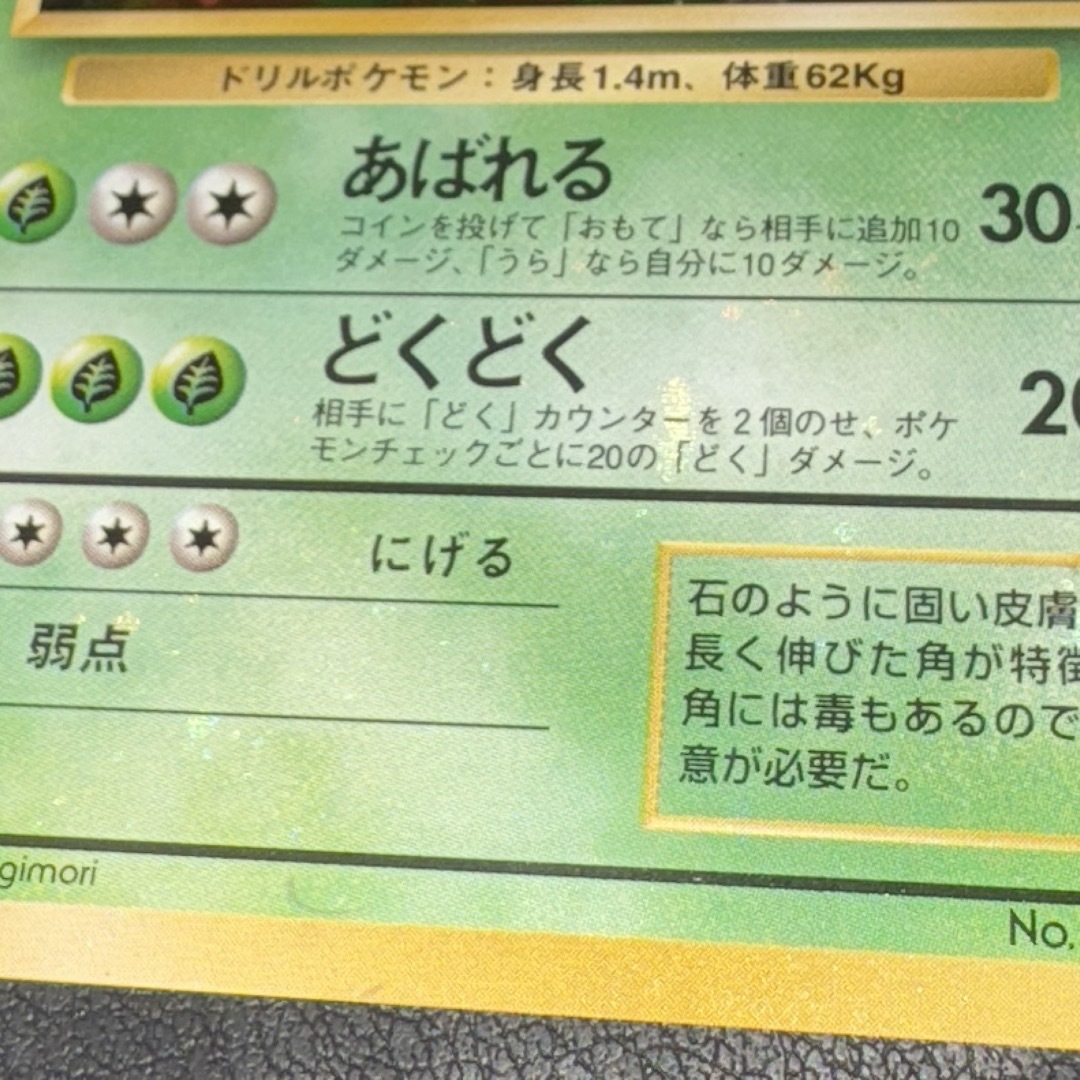 ドリルポケモン：身長1.4m、体重62Kg
あばれる
30
コインを投げて「おもて」なら相手に追加10
ダメージ、「うら」なら自分に10ダメージ。
どくどく
20
相手に「どく」カウンターを2個のせ、ポケ
モンチェックごとに20の「どく」ダメージ。
にげる
弱点
石のように固い皮膚
長く伸びた角が特徴
角には毒もあるので
意が必要だ。
gimori
No.